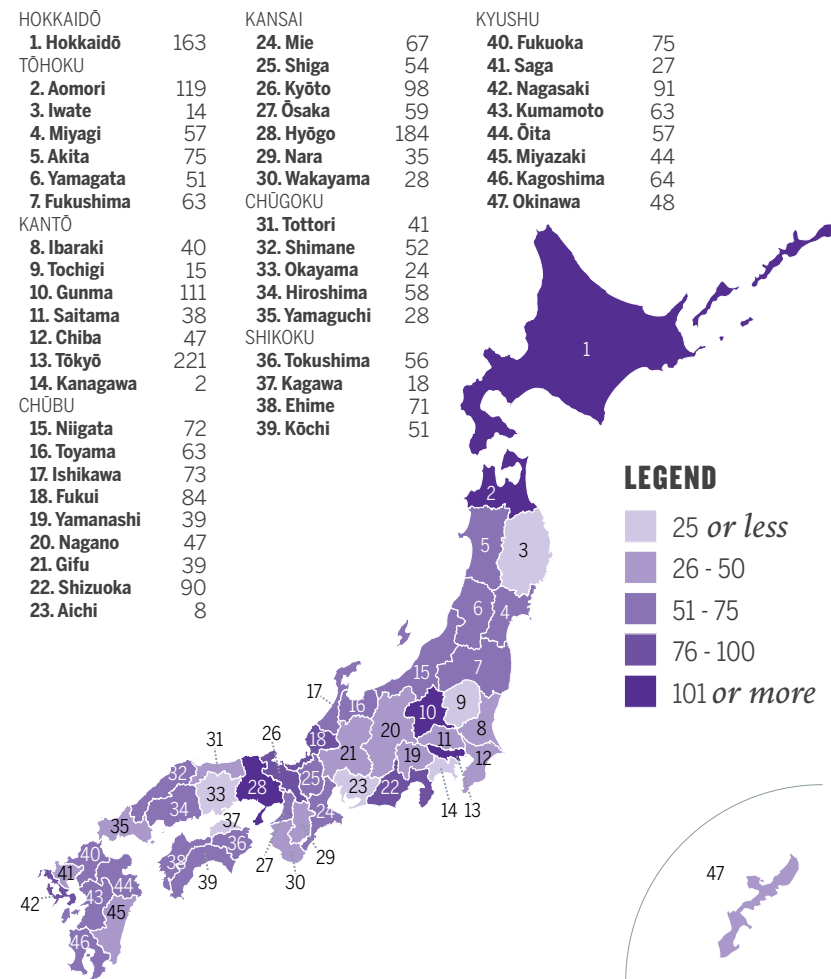 HOKKAIDŌ
1. Hokkaidō 163
TŌHOKU
2. Aomori 119
3. Iwate 14
4. Miyagi 57
5. Akita 75
6. Yamagata 51
7. Fukushima 63
KANTŌ
8. Ibaraki 40
9. Tochigi 15
10. Gunma 111
11. Saitama 38
12. Chiba 47
13. Tōkyō 221
14. Kanagawa 2
CHŪBU
15. Niigata 72
16. Toyama 63
17. Ishikawa 73
18. Fukui 84
19. Yamanashi 39
20. Nagano 47
21. Gifu 39
22. Shizuoka 90
23. Aichi 8
KANSAI
24. Mie 67
25. Shiga 54
26. Kyōto 98
27. Ōsaka 59
28. Hyōgo 184
29. Nara 35
30. Wakayama 28
CHŪGOKU
31. Tottori 41
32. Shimane 52
33. Okayama 24
34. Hiroshima 58
35. Yamaguchi 28
SHIKOKU
36. Tokushima 56
37. Kagawa 18
38. Ehime 71
39. Kōchi 51
KYUSHU
40. Fukuoka 75
41. Saga 27
42. Nagasaki 91
43. Kumamoto 63
44. Ōita 57
45. Miyazaki 44
46. Kagoshima 64
47. Okinawa 48
LEGEND
25 or less
26 - 50
51 - 75
76 - 100
101 or more
1
2
5
3
6
4
7
15
17
16
9
10
8
26
18
20
11
31
21
19
12
32
28
25
23
22
33
14
13
34
24
35
37
36
40
38
27
29
41
39
30
44
42
43
45
46
47